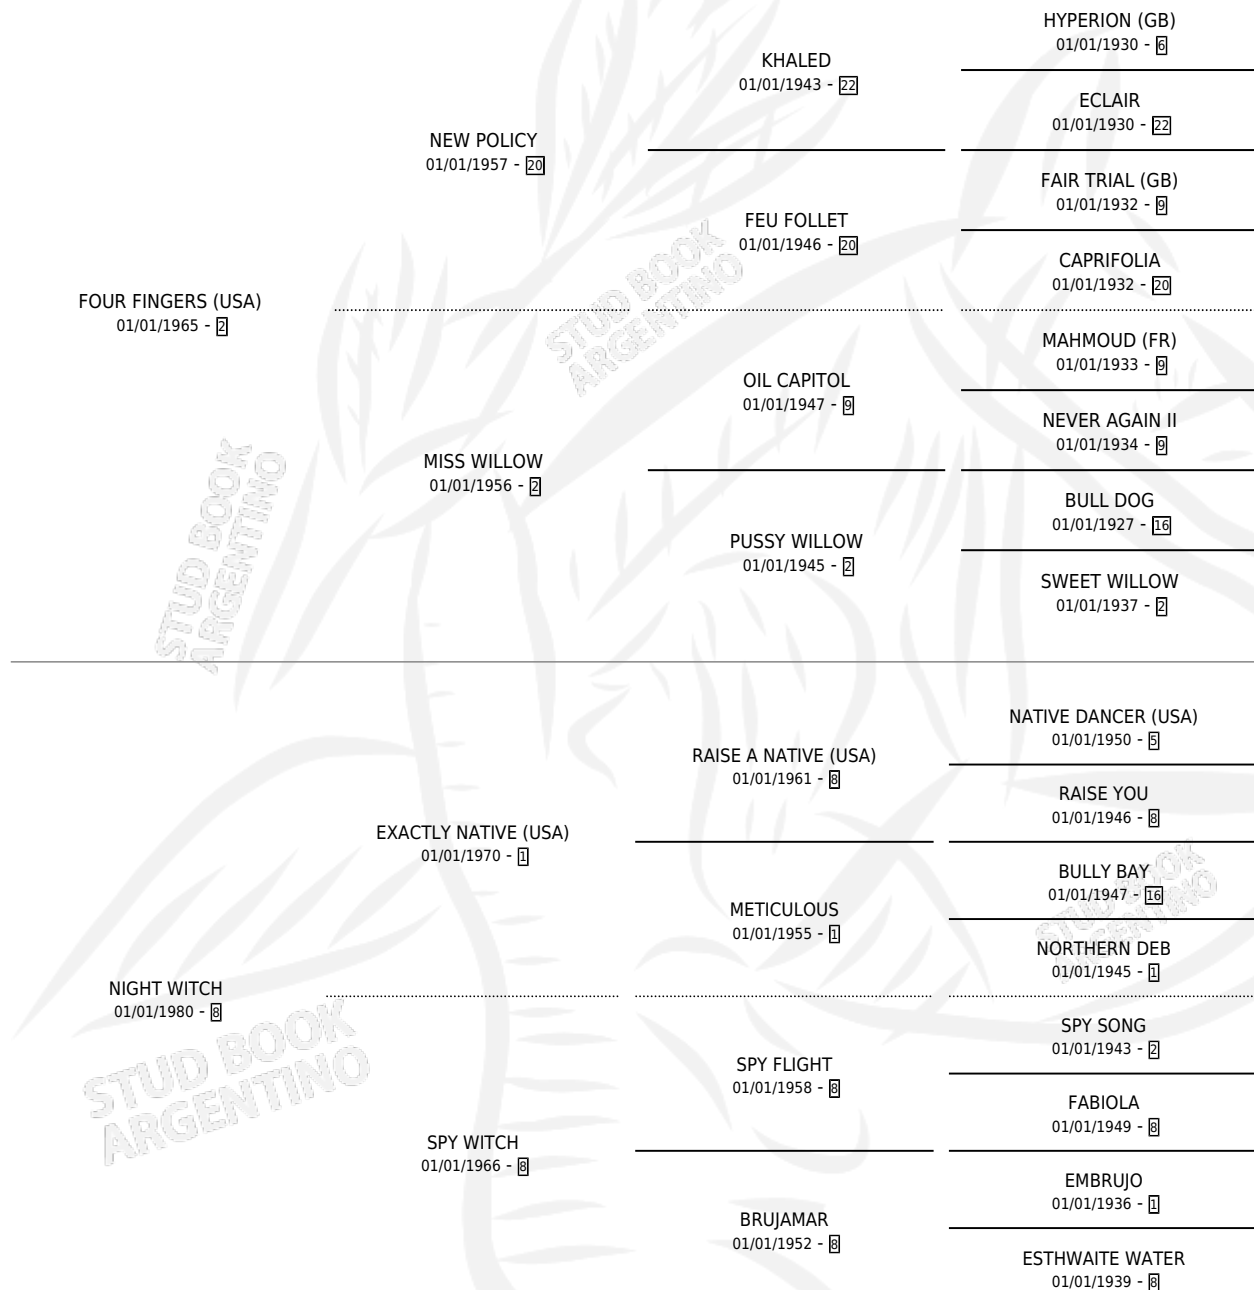 HYPERION (GB)
01/01/1930 - 6
KHALED
01/01/1943 - 22
ECLAIR
01/01/1930 - 22
NEW POLICY
01/01/1957 - 20
FAIR TRIAL (GB)
01/01/1932 - 9
FEU FOLLET
01/01/1946 - 20
CAPRIFOLIA
01/01/1932 - 20
FOUR FINGERS (USA)
01/01/1965 - 2
MAHMOUD (FR)
01/01/1933 - 9
OIL CAPITOL
01/01/1947 - 9
NEVER AGAIN II
01/01/1934 - 9
MISS WILLOW
01/01/1956 - 2
BULL DOG
01/01/1927 - 16
PUSSY WILLOW
01/01/1945 - 2
SWEET WILLOW
01/01/1937 - 2
NATIVE DANCER (USA)
01/01/1950 - 5
RAISE A NATIVE (USA)
01/01/1961 - 8
RAISE YOU
01/01/1946 - 8
EXACTLY NATIVE (USA)
01/01/1970 - 1
BULLY BAY
01/01/1947 - 16
METICULOUS
01/01/1955 - 1
NORTHERN DEB
01/01/1945 - 1
NIGHT WITCH
01/01/1980 - 8
SPY SONG
01/01/1943 - 2
SPY FLIGHT
01/01/1958 - 8
FABIOLA
01/01/1949 - 8
SPY WITCH
01/01/1966 - 8
EMBRUJO
01/01/1936 - 1
BRUJAMAR
01/01/1952 - 8
ESTHWAITE WATER
01/01/1939 - 8
STUD BOOK
ARGENTINO
STUD BOOK
ARGENTINO
STUD BOOK
ARGENTINO
STUD BOOK
ARGENTINO